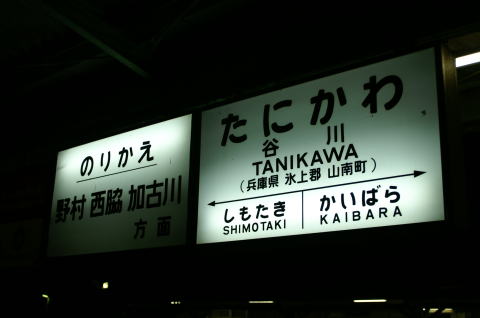 のりかえ
野村 西脇 加古川
方面
たにかわ
谷川
TANIKAWA
(兵庫県 氷上郡 山南町)
しもたき かいばら
SHIMOTAKI KAIBARA